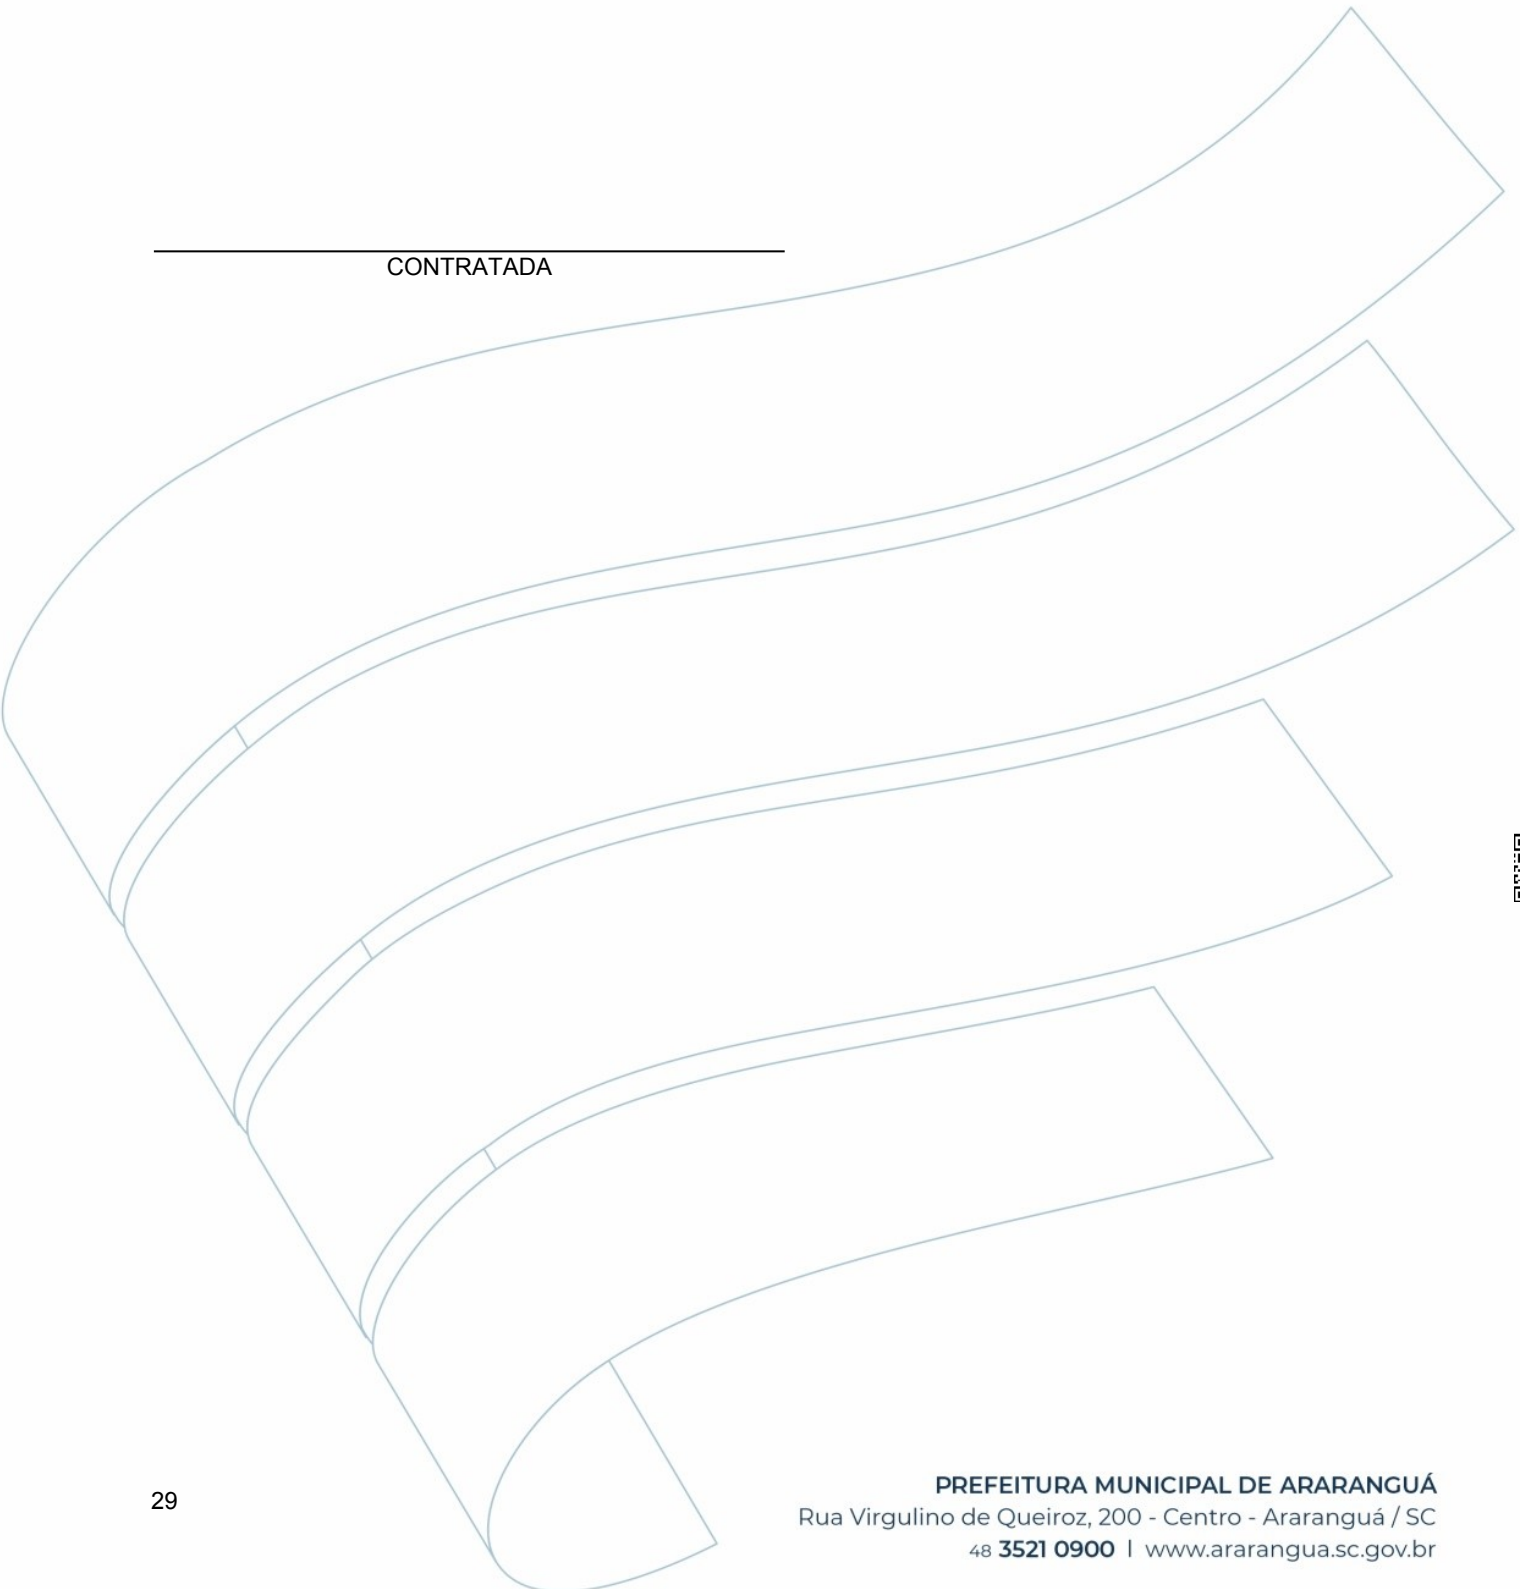 CONTRATADA
29
PREFEITURA MUNICIPAL DE ARARANGUÁ
Rua Virgulino de Queiroz, 200 - Centro - Araranguá / SC
48 3521 0900 | www.ararangua.sc.gov.br